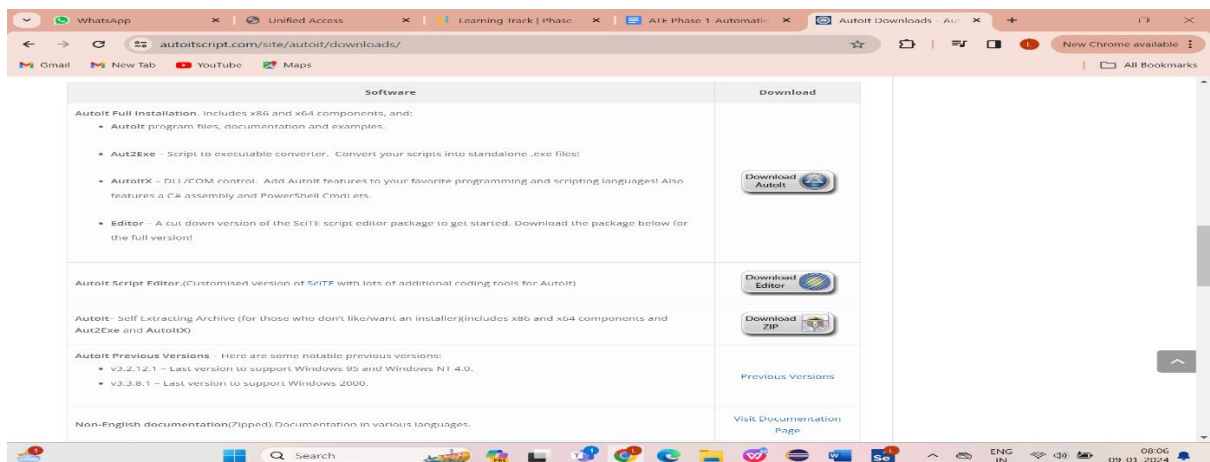 WhatsApp
Unified Access
Learning Track | Phase
ATE Phase 1 Automatic
AutoIt Downloads - Aut
autoitscript.com/site/autoit/downloads/
New Chrome available
Gmail
New Tab
YouTube
Maps
All Bookmarks
Software
Download
AutoIt Full Installation. Includes x86 and x64 components, and:
• AutoIt program files, documentation and examples.
• Aut2Exe – Script to executable converter. Convert your scripts into standalone .exe files!
• AutoItX – DLL/COM control. Add AutoIt features to your favorite programming and scripting languages! Also
features a C# assembly and PowerShell CmdLets.
• Editor – A cut down version of the SciTE script editor package to get started. Download the package below for
the full version!
Download
AutoIt
AutoIt Script Editor.(Customised version of SciTE with lots of additional coding tools for AutoIt)
Download
Editor
AutoIt– Self Extracting Archive (for those who don't like/want an installer)(includes x86 and x64 components and
Aut2Exe and AutoItX)
Download
ZIP
AutoIt Previous Versions – Here are some notable previous versions:
• v3.2.12.1 – Last version to support Windows 95 and Windows NT 4.0.
• v3.3.8.1 – Last version to support Windows 2000.
Previous Versions
Non-English documentation(Zipped).Documentation in various languages.
Visit Documentation
Page
Search
ENG
IN
08:06
09-01-2024